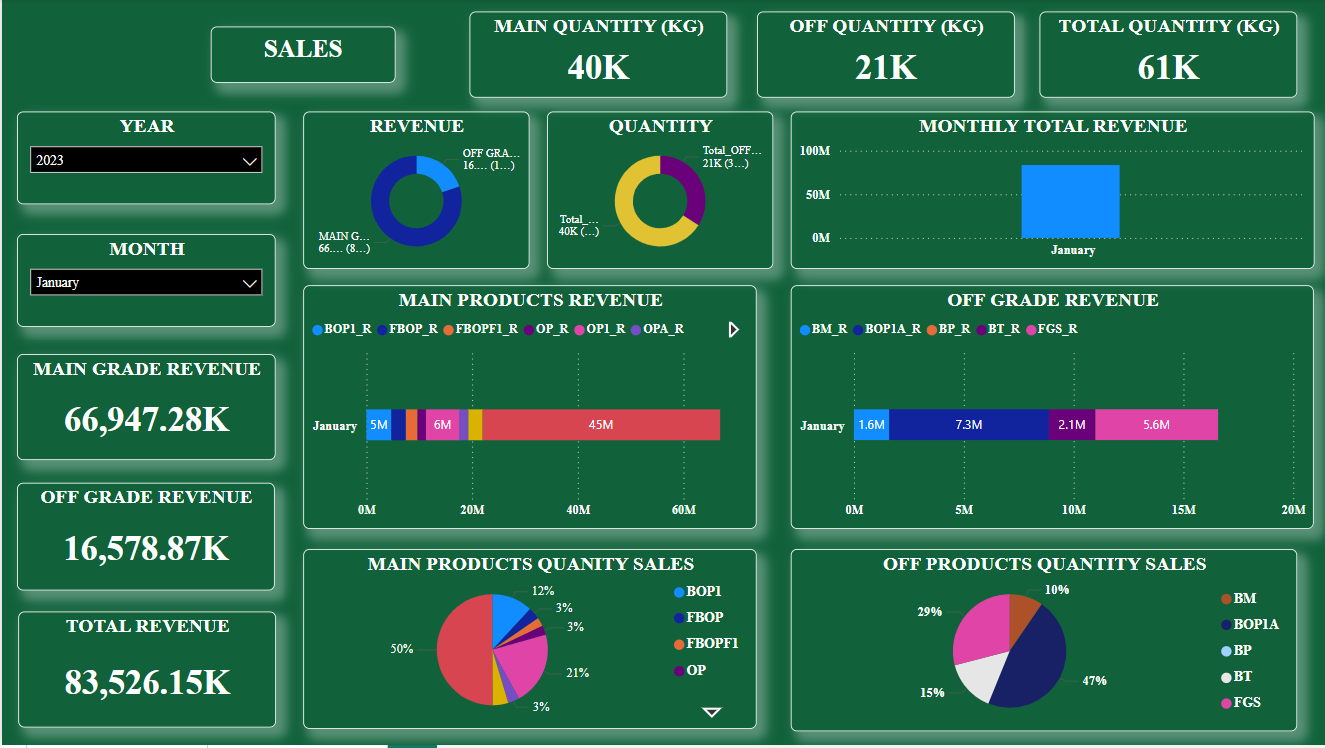 SALES
MAIN QUANTITY (KG)
40K
OFF QUANTITY (KG)
21K
TOTAL QUANTITY (KG)
61K
YEAR
2023
MONTH
January
MAIN GRADE REVENUE
66,947.28K
OFF GRADE REVENUE
16,578.87K
TOTAL REVENUE
83,526.15K
REVENUE
OFF GRA...
16.... (1...)
MAIN G...
66.... (8...)
QUANTITY
Total_OFF...
21K (3...)
Total_...
40K (...)
MONTHLY TOTAL REVENUE
100M
50M
0M
January
MAIN PRODUCTS REVENUE
BOP1_R FBOP_R FBOPF1_R OP_R OP1_R OPA_R
January 5M 6M 45M
0M 20M 40M 60M
OFF GRADE REVENUE
BM_R BOP1A_R BP_R BT_R FGS_R
January 1.6M 7.3M 2.1M 5.6M
0M 5M 10M 15M 20M
MAIN PRODUCTS QUANITY SALES
12%
3%
3%
21%
3%
50%
BOP1
FBOP
FBOPF1
OP
OFF PRODUCTS QUANTITY SALES
10%
47%
15%
29%
BM
BOP1A
BP
BT
FGS